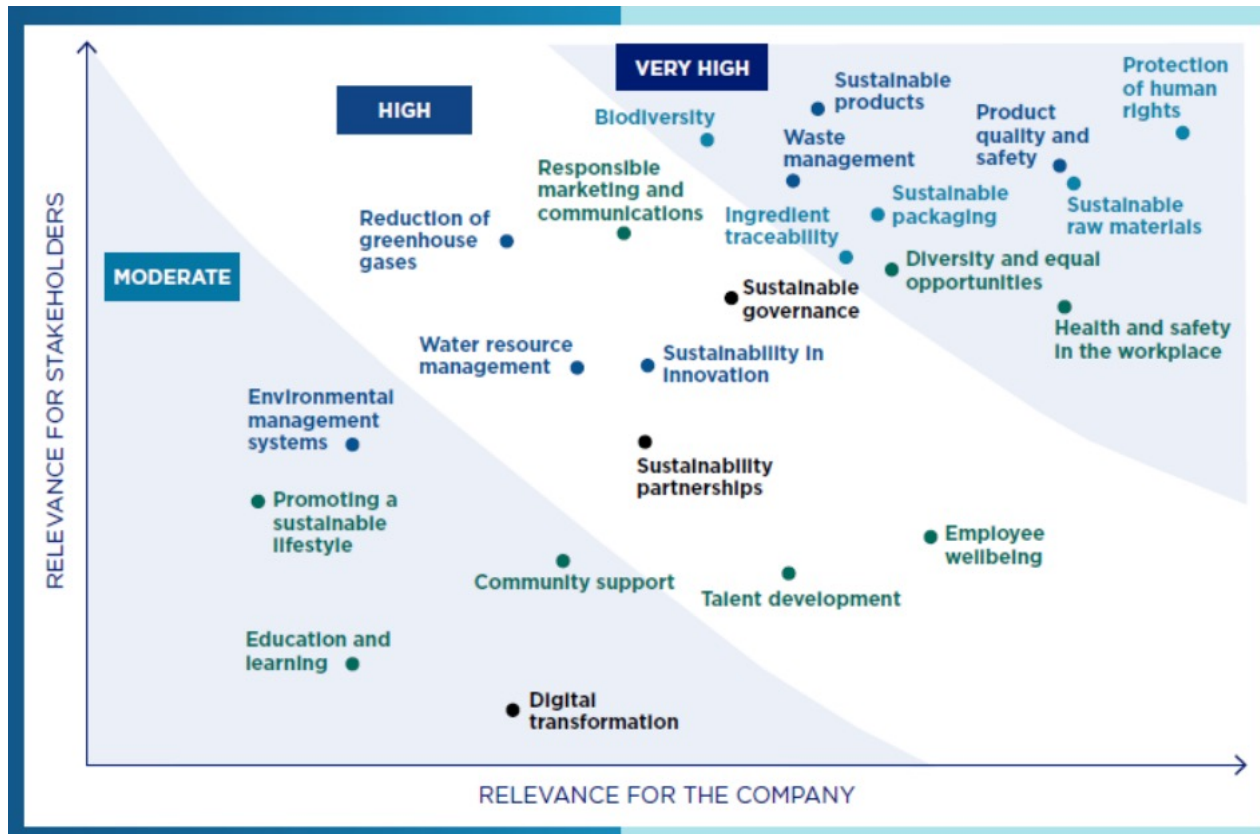 VERY HIGH
HIGH
MODERATE
Protection
of human
rights
Sustainable
products
Product
quality and
safety
Biodiversity
Waste
management
Responsible
marketing and
communications
Sustainable
packaging
Sustainable
raw materials
Reduction of
greenhouse
gases
Ingredient
traceability
Diversity and equal
opportunities
Sustainable
governance
Health and safety
in the workplace
Water resource
management
Sustainability in
innovation
Environmental
management
systems
Sustainability
partnerships
Promoting a
sustainable
lifestyle
Employee
wellbeing
Community support
Talent development
Education and
learning
Digital
transformation
RELEVANCE FOR STAKEHOLDERS
RELEVANCE FOR THE COMPANY